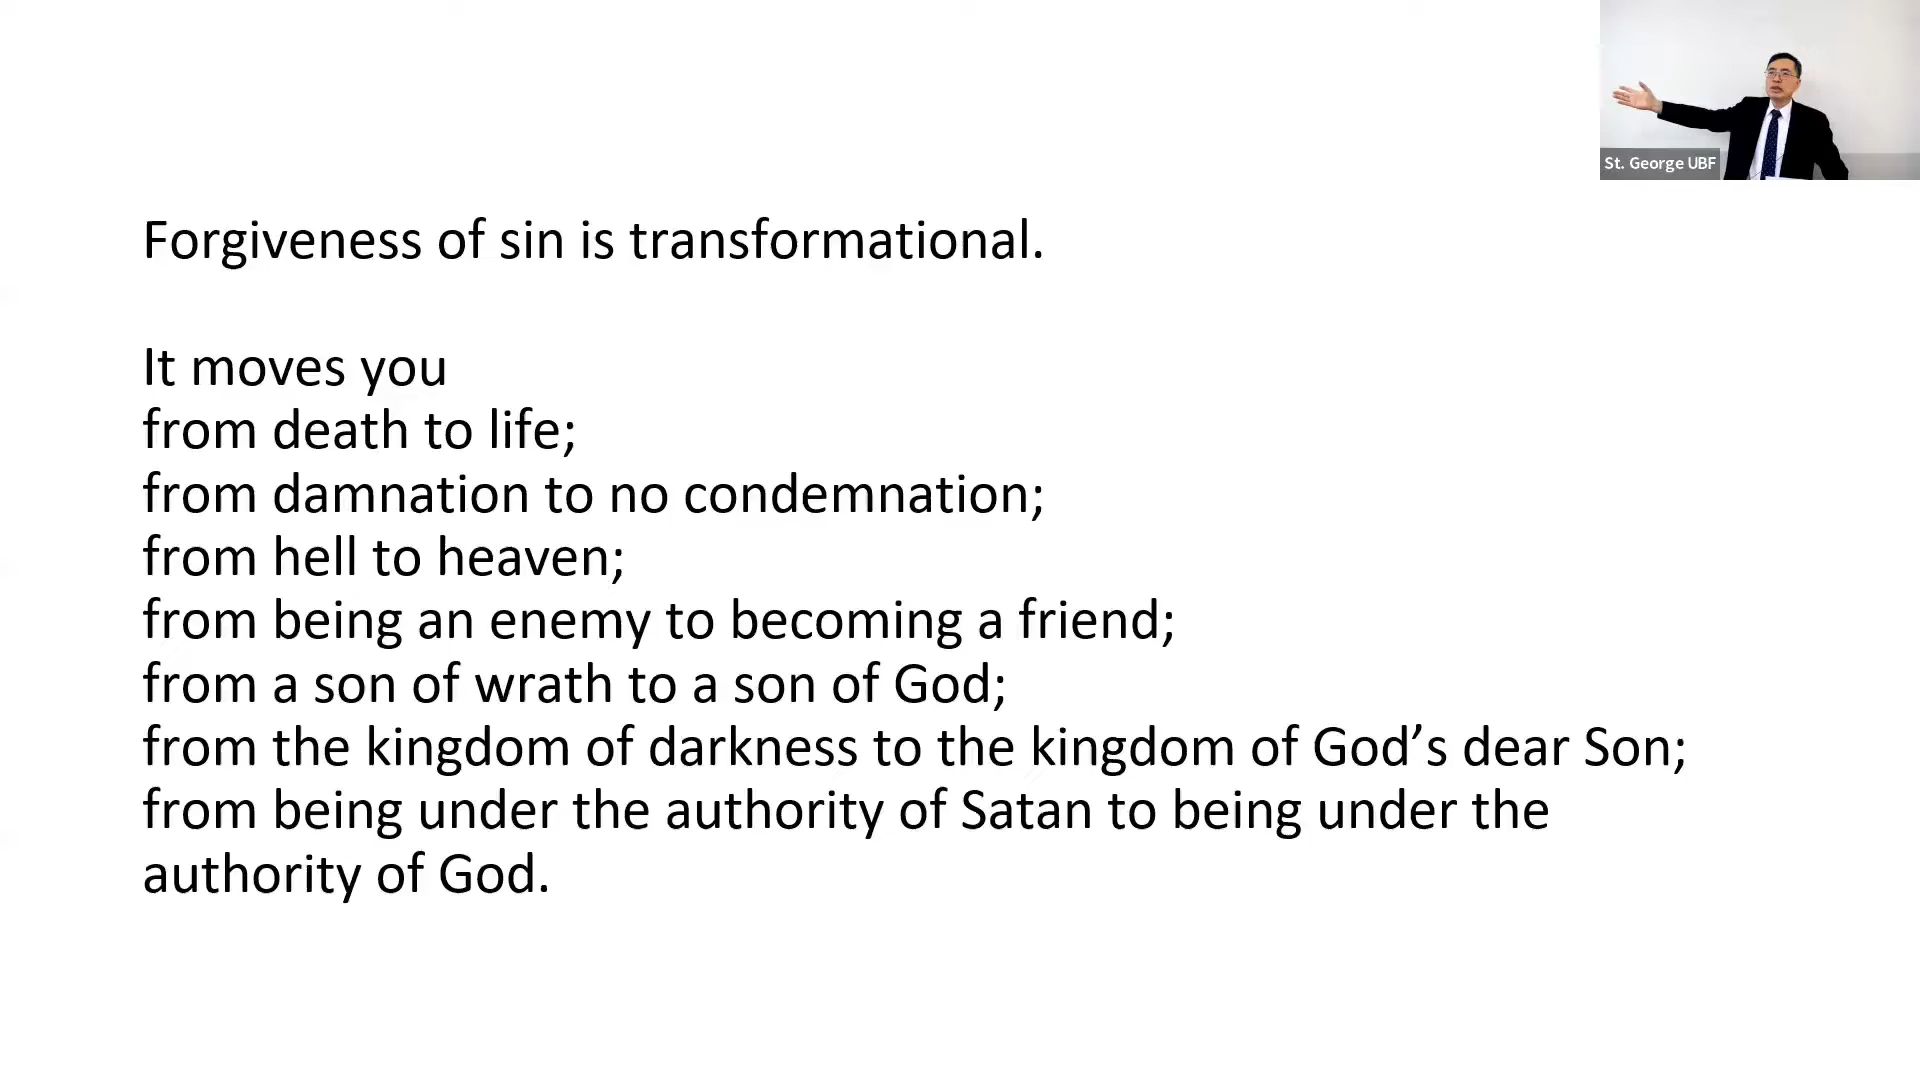 St. George UBF
Forgiveness of sin is transformational.
It moves you
from death to life;
from damnation to no condemnation;
from hell to heaven;
from being an enemy to becoming a friend;
from a son of wrath to a son of God;
from the kingdom of darkness to the kingdom of God’s dear Son;
from being under the authority of Satan to being under the
authority of God.